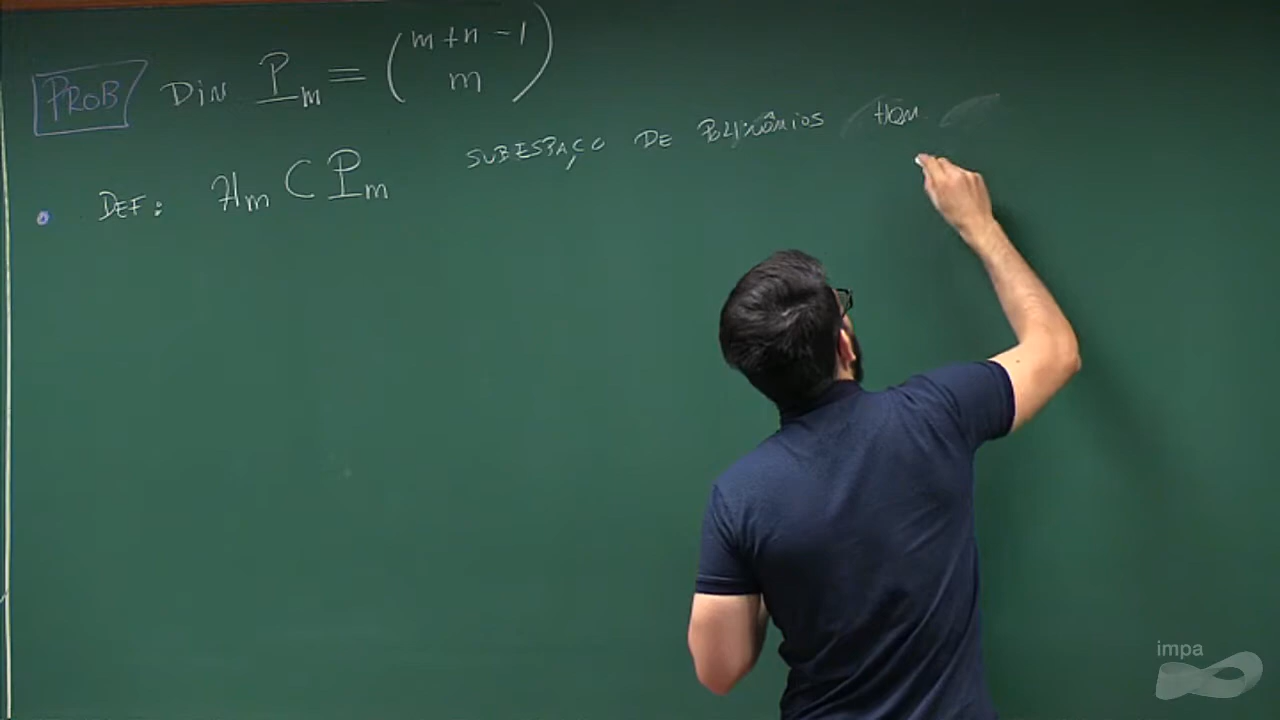 PROB Dim P_m = (m+n-1 m)
• DEF: H_m ⊂ P_m SUBESPAÇO DE POLINÔMIOS HOM
impa